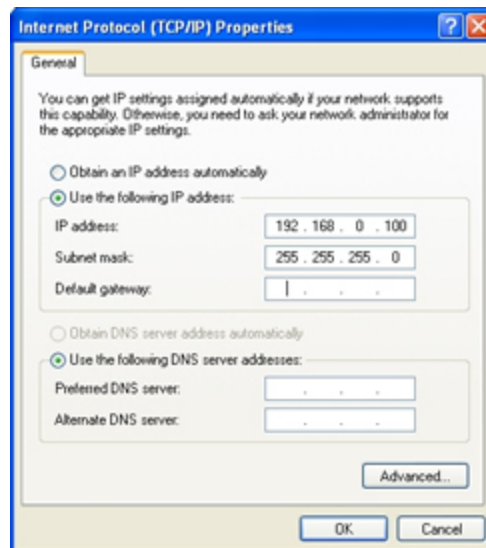 Internet Protocol (TCP/IP) Properties
General
You can get IP settings assigned automatically if your network supports
this capability. Otherwise, you need to ask your network administrator for
the appropriate IP settings.
Obtain an IP address automatically
Use the following IP address:
IP address: 192 . 168 . 0 . 100
Subnet mask: 255 . 255 . 255 . 0
Default gateway: . . .
Obtain DNS server address automatically
Use the following DNS server addresses:
Preferred DNS server: . . .
Alternate DNS server: . . .
Advanced...
OK Cancel